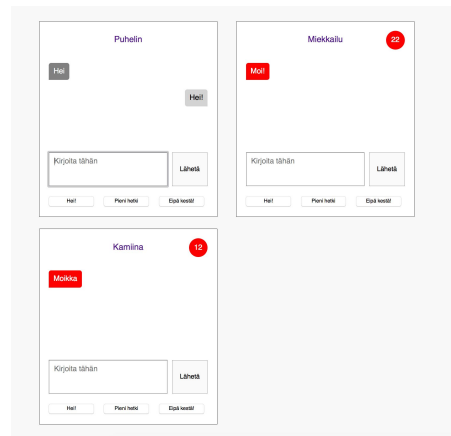 Puhelin
Hei
Hei!
Kirjoita tähän
Lähetä
Hei!
Pieni hetki
Eipä kestä!
Miekkailu
22
Moi!
Kirjoita tähän
Lähetä
Hei!
Pieni hetki
Eipä kestä!
Kamiina
12
Moikka
Kirjoita tähän
Lähetä
Hei!
Pieni hetki
Eipä kestä!